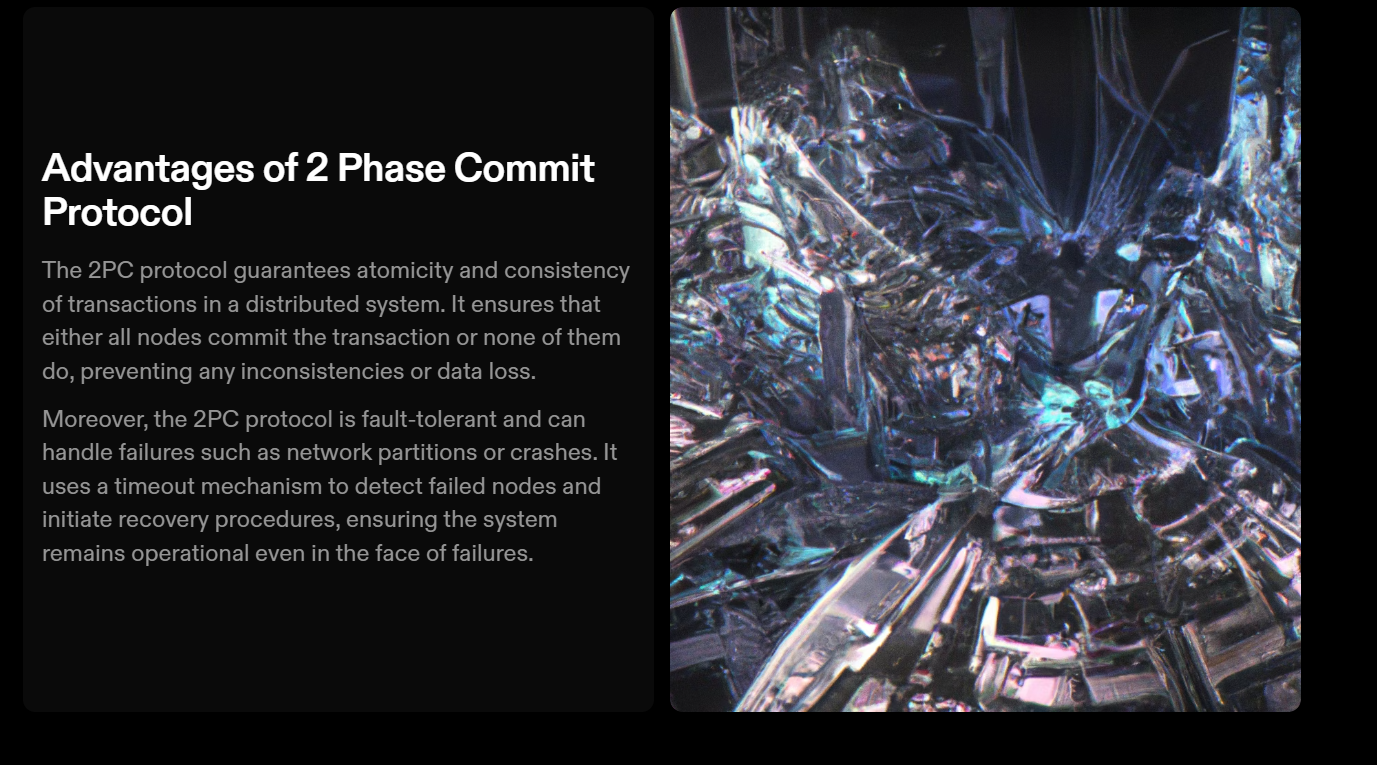 Advantages of 2 Phase Commit
Protocol
The 2PC protocol guarantees atomicity and consistency
of transactions in a distributed system. It ensures that
either all nodes commit the transaction or none of them
do, preventing any inconsistencies or data loss.
Moreover, the 2PC protocol is fault-tolerant and can
handle failures such as network partitions or crashes. It
uses a timeout mechanism to detect failed nodes and
initiate recovery procedures, ensuring the system
remains operational even in the face of failures.